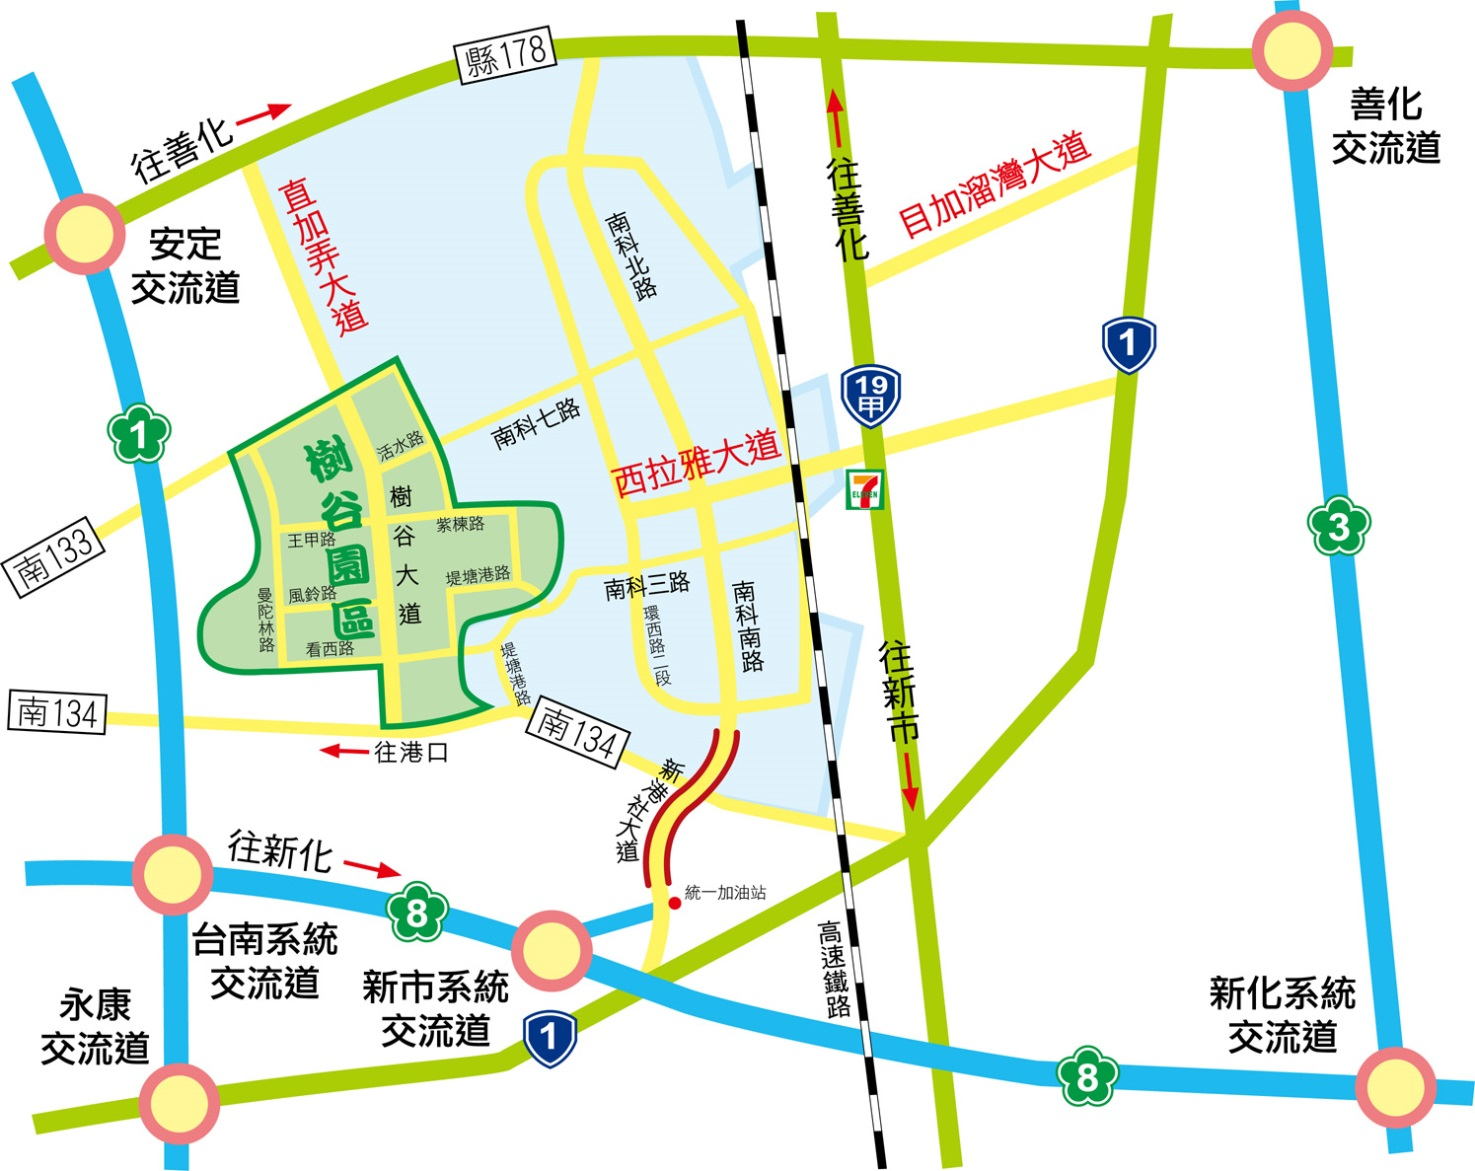 縣178
往善化
善化
交流道
直加弄大道
往善化
目加溜灣大道
安定
交流道
南科北路
1
19
甲
1
南科七路
西拉雅大道
活水路
樹谷園區
樹谷大道
7
ELEVEN
王甲路
紫楝路
3
南133
風鈴路
堤塘港路
南科三路
曼陀林路
看西路
環西路二段
南科南路
堤塘港路
往新市
南134
南134
往港口
新港社大道
往新化
8
統一加油站
台南系統
交流道
新市系統
交流道
高速鐵路
永康
交流道
1
新化系統
交流道
8